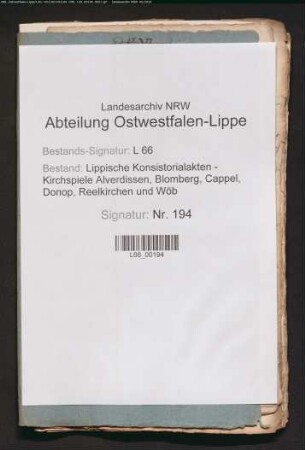 Landesarchiv NRW
Abteilung Ostwestfalen-Lippe
Bestands-Signatur: L 66
Bestand: Lippische Konsistorialakten -
Kirchspiele Alverdissen, Blomberg, Cappel,
Donop, Reelkirchen und Wöb
Signatur: Nr. 194
L66_00194